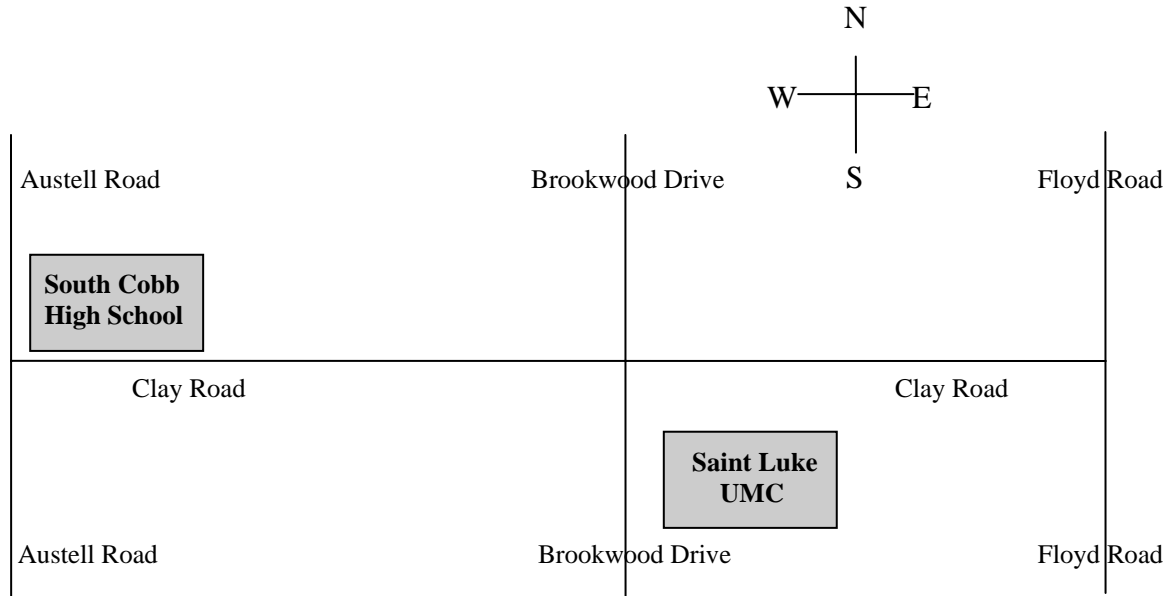 N
W E
S
Austell Road
Brookwood Drive
Floyd Road
South Cobb
High School
Clay Road
Clay Road
Saint Luke
UMC
Austell Road
Brookwood Drive
Floyd Road